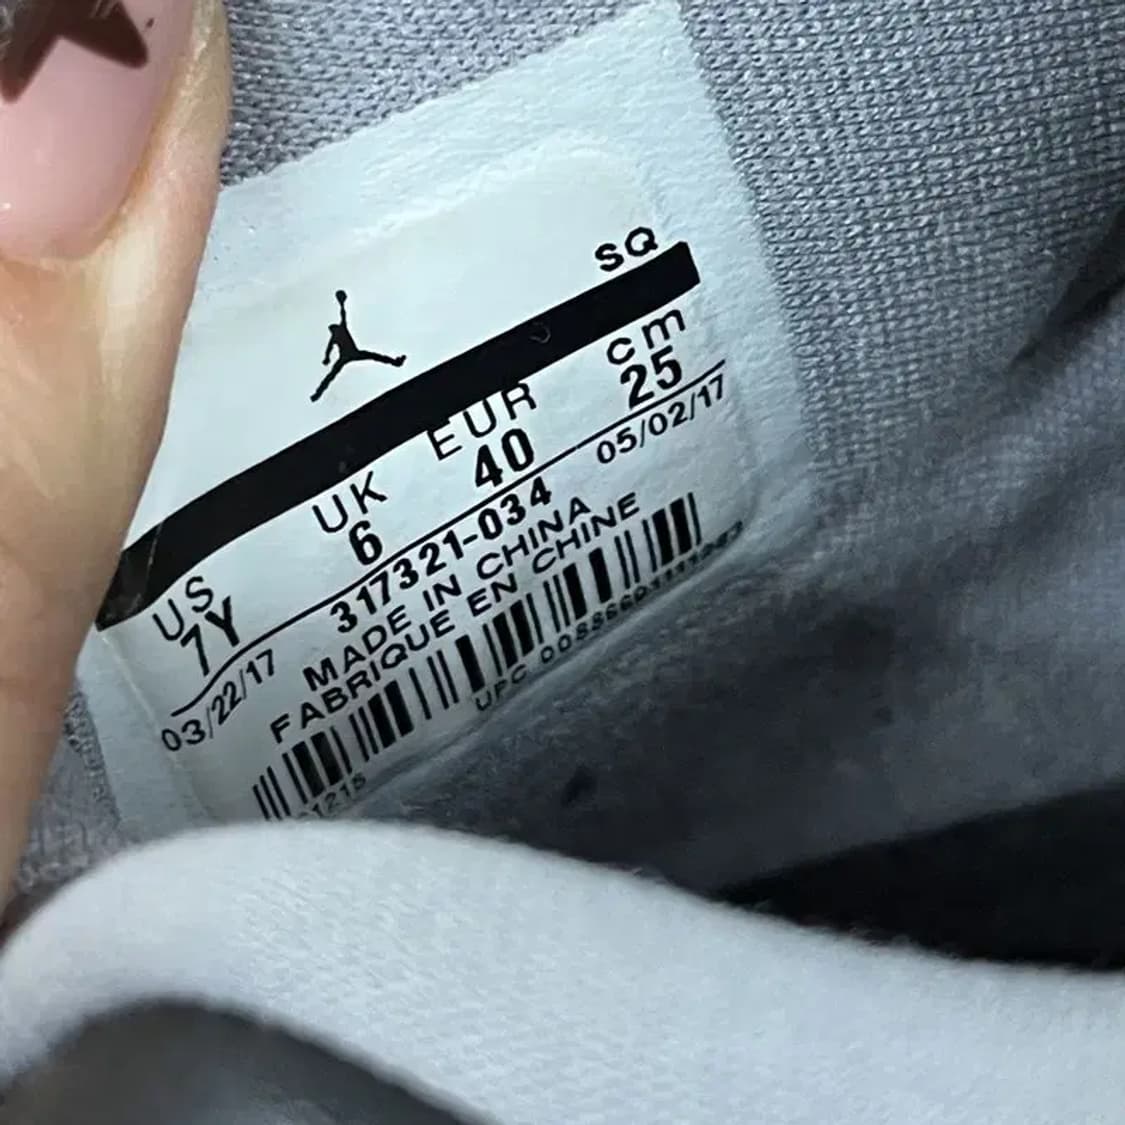 SQ
US UK EUR cm
7Y 6 40 25
03/22/17 317321-034 05/02/17
MADE IN CHINA
FABRIQUE EN CHINE
UPC